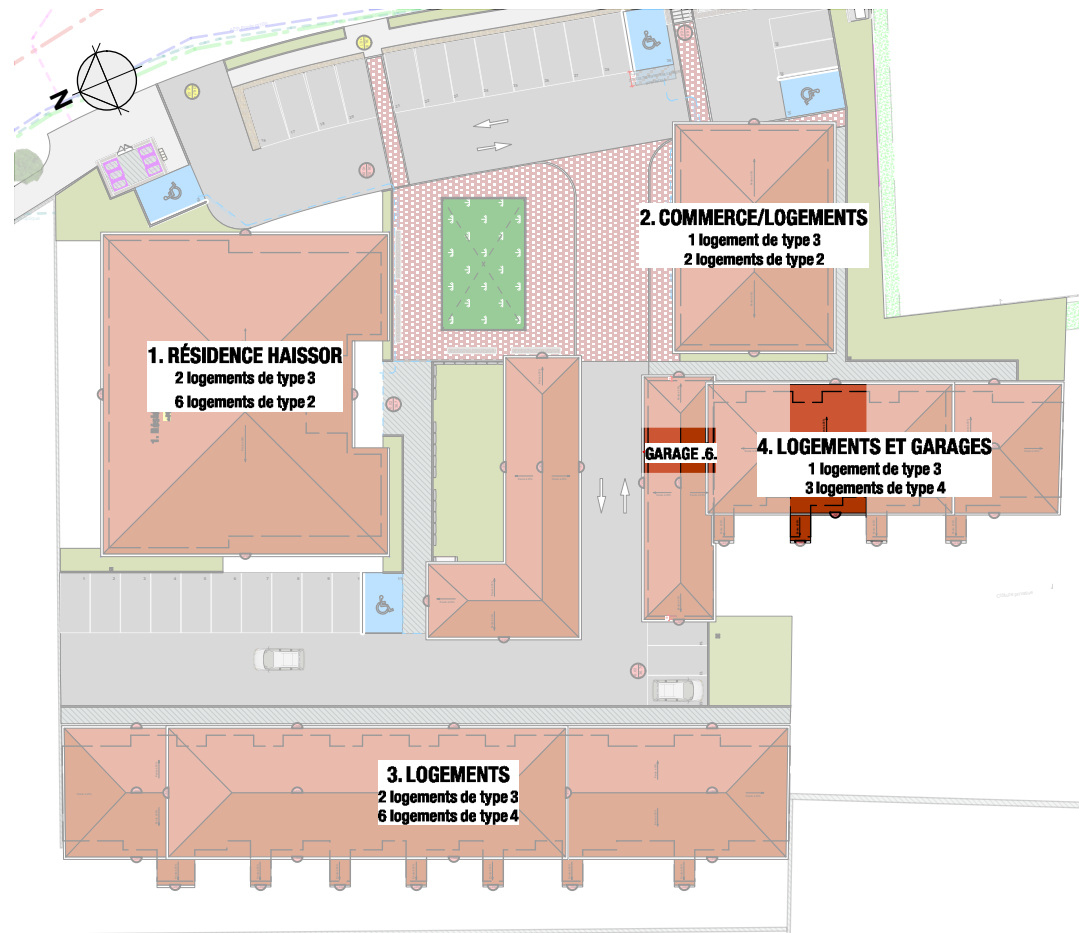 N
2. COMMERCE/LOGEMENTS
1 logement de type 3
2 logements de type 2
1. RÉSIDENCE HAISSOR
2 logements de type 3
6 logements de type 2
GARAGE .6.
4. LOGEMENTS ET GARAGES
1 logement de type 3
3 logements de type 4
3. LOGEMENTS
2 logements de type 3
6 logements de type 4